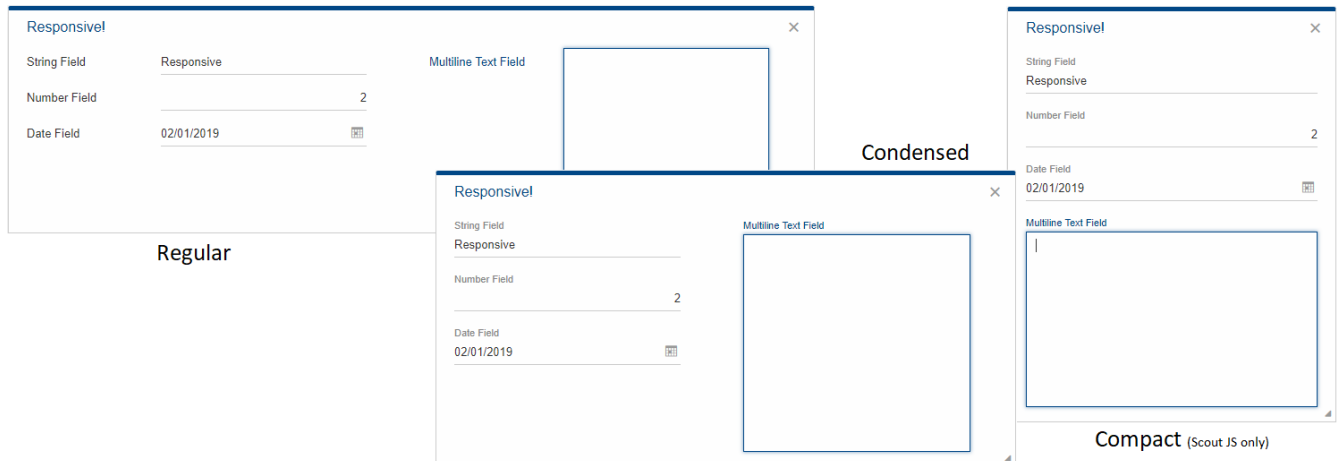 Responsive!
String Field
Responsive
Multiline Text Field
Number Field
2
Date Field
02/01/2019
Regular
Condensed
Responsive!
String Field
Responsive
Multiline Text Field
Number Field
2
Date Field
02/01/2019
Responsive!
String Field
Responsive
Number Field
2
Date Field
02/01/2019
Multiline Text Field
Compact (Scout JS only)